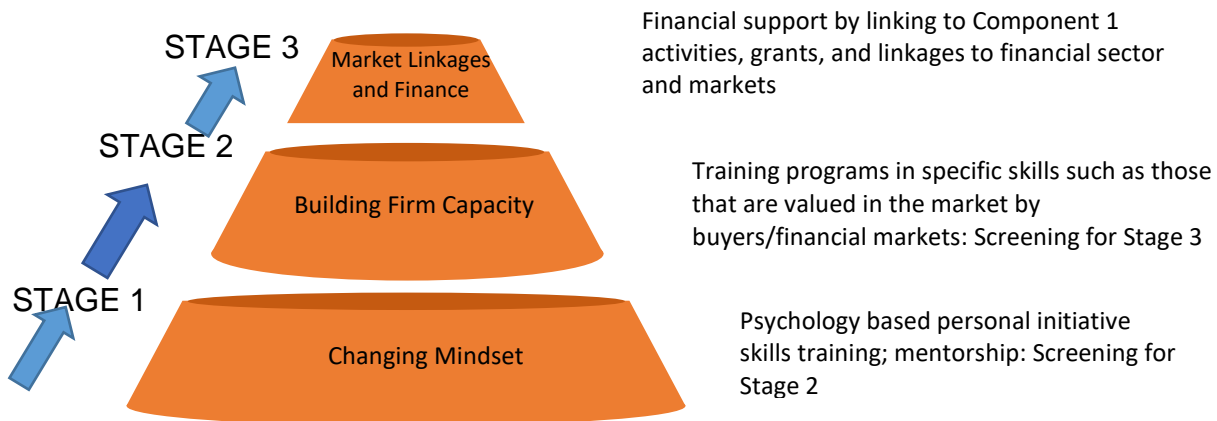 STAGE 3
Market Linkages
and Finance
Financial support by linking to Component 1
activities, grants, and linkages to financial sector
and markets
STAGE 2
Building Firm Capacity
Training programs in specific skills such as those
that are valued in the market by
buyers/financial markets: Screening for Stage 3
STAGE 1
Changing Mindset
Psychology based personal initiative
skills training; mentorship: Screening for
Stage 2